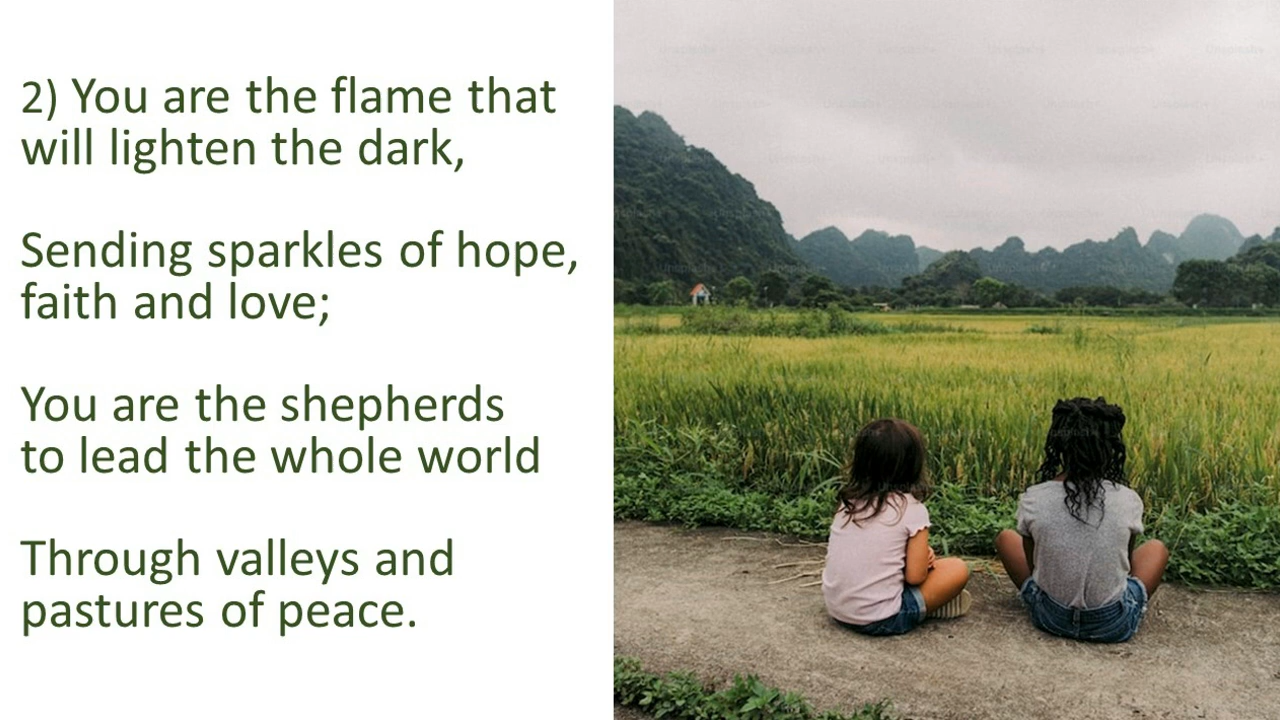 2) You are the flame that
will lighten the dark,
Sending sparkles of hope,
faith and love;
You are the shepherds
to lead the whole world
Through valleys and
pastures of peace.